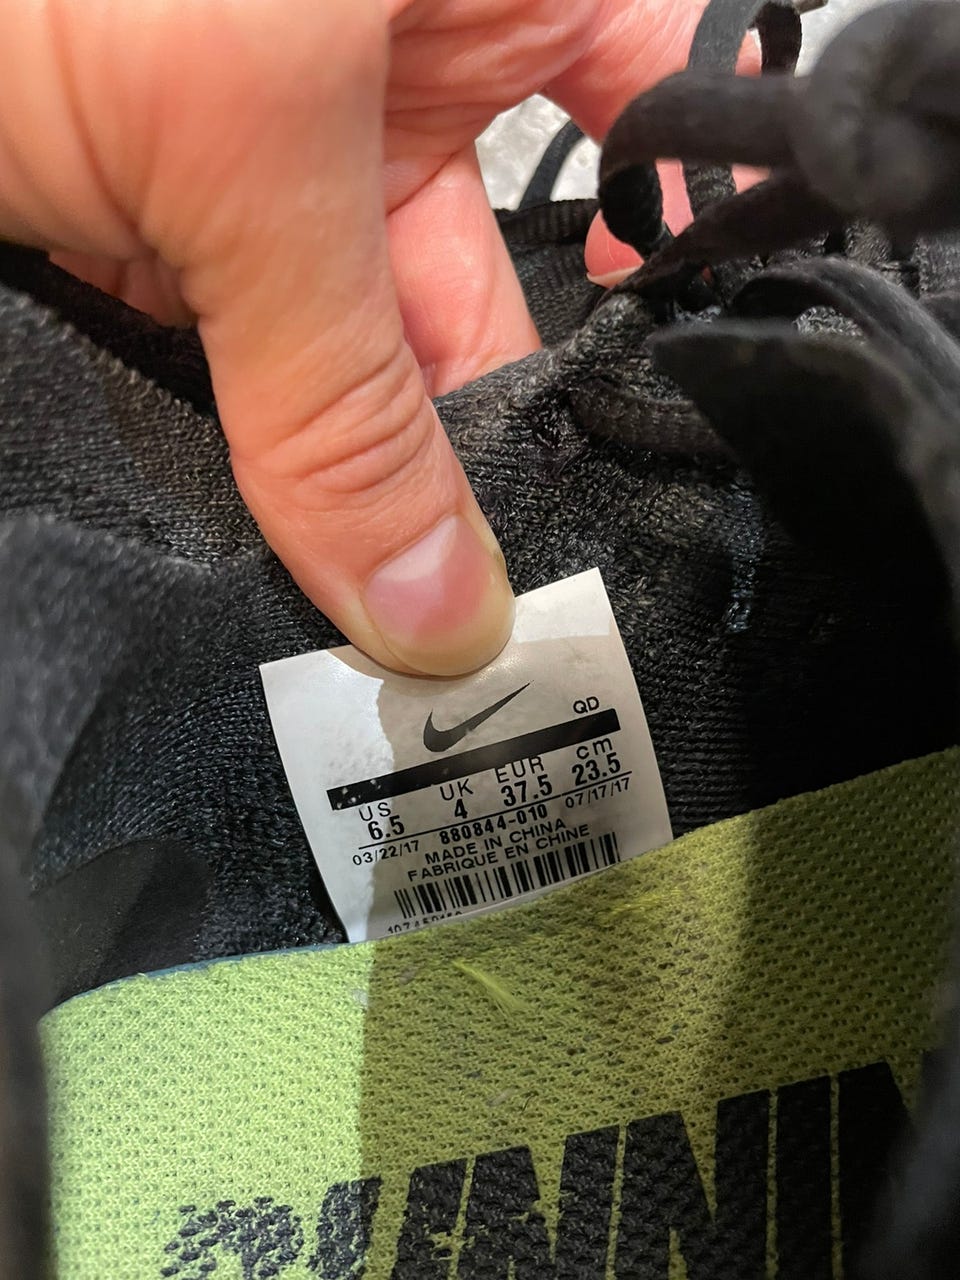 QD
US UK EUR cm
6.5 4 37.5 23.5
03/22/17 880844-010 07/17/17
MADE IN CHINA
FABRIQUE EN CHINE